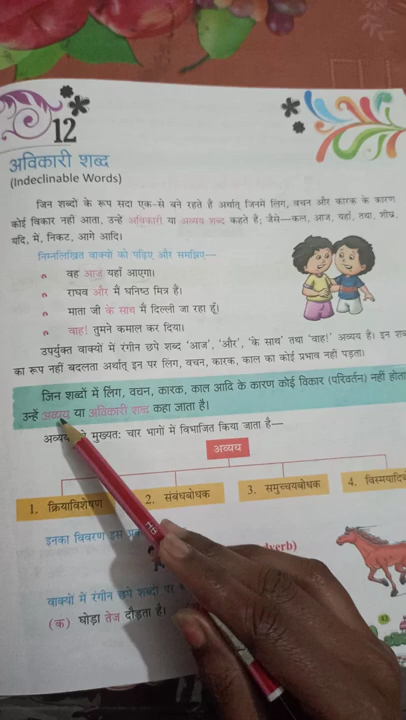 12
अविकारी शब्द
(Indeclinable Words)
जिन शब्दों के रूप सदा एक-से बने रहते हैं अर्थात् जिनमें लिंग, वचन और कारक के कारण
कोई विकार नहीं आता, उन्हें अविकारी या अव्यय शब्द कहते हैं; जैसे—कल, आज, यहाँ, तथा, शीघ्र,
यदि, में, निकट, आगे आदि।
निम्नलिखित वाक्यों को पढ़िए और समझिए—
वह आज यहाँ आएगा।
राघव और मैं घनिष्ठ मित्र हैं।
माता जी के साथ मैं दिल्ली जा रहा हूँ।
वाह! तुमने कमाल कर दिया।
उपर्युक्त वाक्यों में रंगीन छपे शब्द 'आज', 'और', 'के साथ' तथा 'वाह!' अव्यय हैं। इन
का रूप नहीं बदलता अर्थात् इन पर लिंग, वचन, कारक, काल का कोई प्रभाव नहीं पड़ता।
जिन शब्दों में लिंग, वचन, कारक, काल आदि के कारण कोई विकार (परिवर्तन) नहीं होता
उन्हें अव्यय या अविकारी शब्द कहा जाता है।
मुख्यतः चार भागों में विभाजित किया जाता है—
अव्यय
1. क्रियाविशेषण
2. संबंधबोधक
3. समुच्चयबोधक
4.
इनका विवरण इस
वाक्यों में रंगीन छपे शब्दों पर
(क) घोड़ा तेज दौड़ता है।